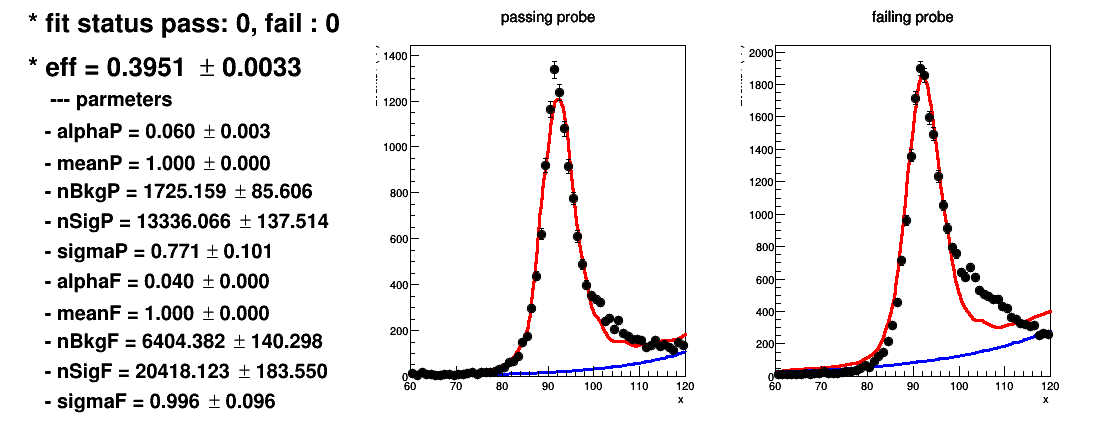 * fit status pass: 0, fail : 0
* eff = 0.3951 ± 0.0033
--- parmeters
- alphaP = 0.060 ± 0.003
- meanP = 1.000 ± 0.000
- nBkgP = 1725.159 ± 85.606
- nSigP = 13336.066 ± 137.514
- sigmaP = 0.771 ± 0.101
- alphaF = 0.040 ± 0.000
- meanF = 1.000 ± 0.000
- nBkgF = 6404.382 ± 140.298
- nSigF = 20418.123 ± 183.550
- sigmaF = 0.996 ± 0.096
passing probe
1400
1200
1000
800
600
400
200
0
60 70 80 90 100 110 120
x
failing probe
2000
1800
1600
1400
1200
1000
800
600
400
200
0
60 70 80 90 100 110 120
x